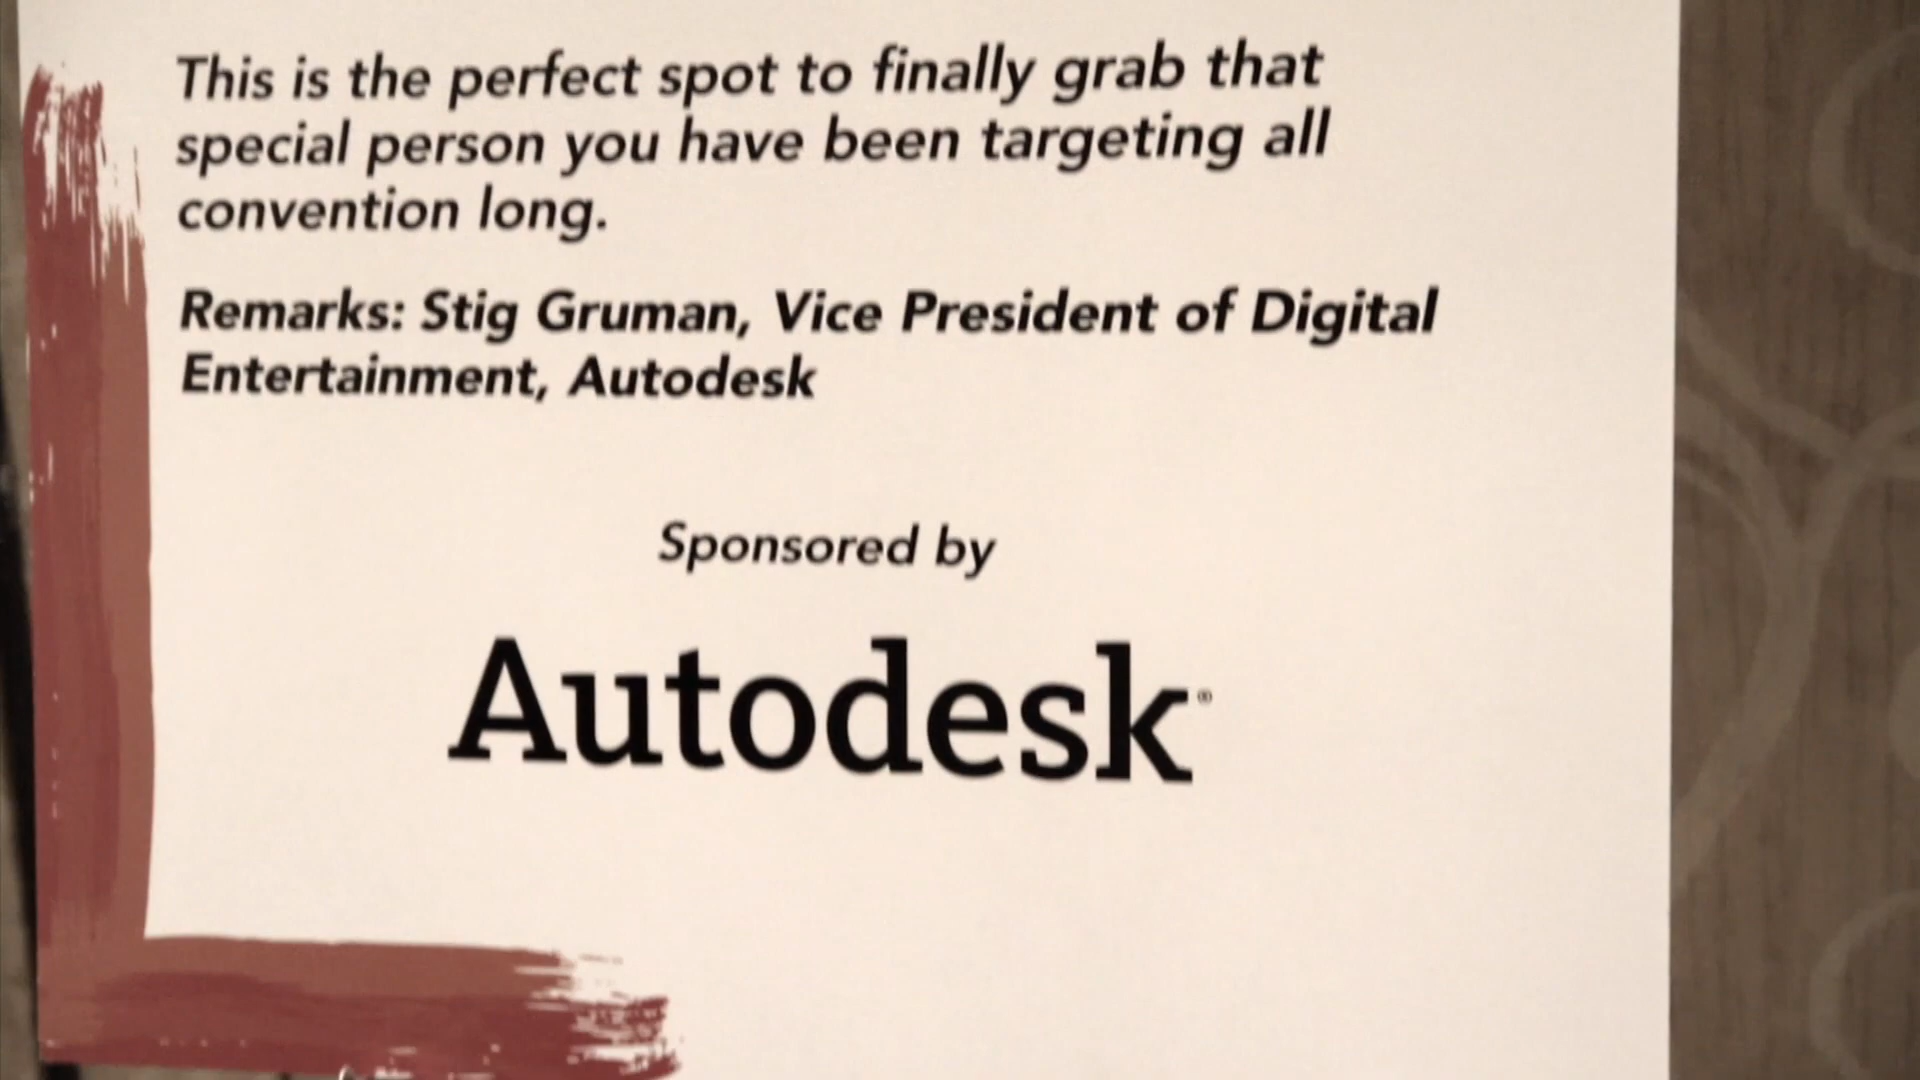 This is the perfect spot to finally grab that
special person you have been targeting all
convention long.
Remarks: Stig Gruman, Vice President of Digital
Entertainment, Autodesk
Sponsored by
Autodesk®